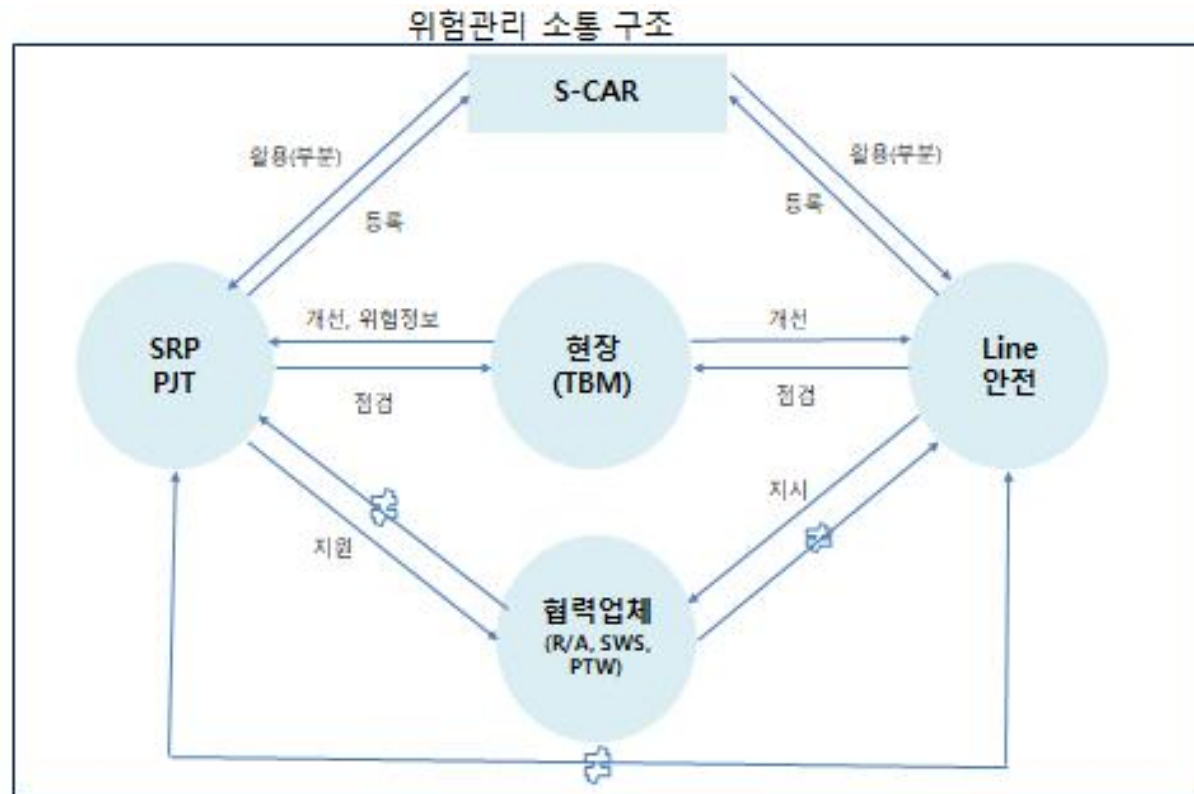 위험관리 소통 구조
S-CAR
활용(부분)
활용(부분)
등록
등록
개선, 위협정보
개선
SRP
PJT
현장
(TBM)
Line
안전
점검
점검
지시
지원
협력업체
(R/A, SWS,
PTW)